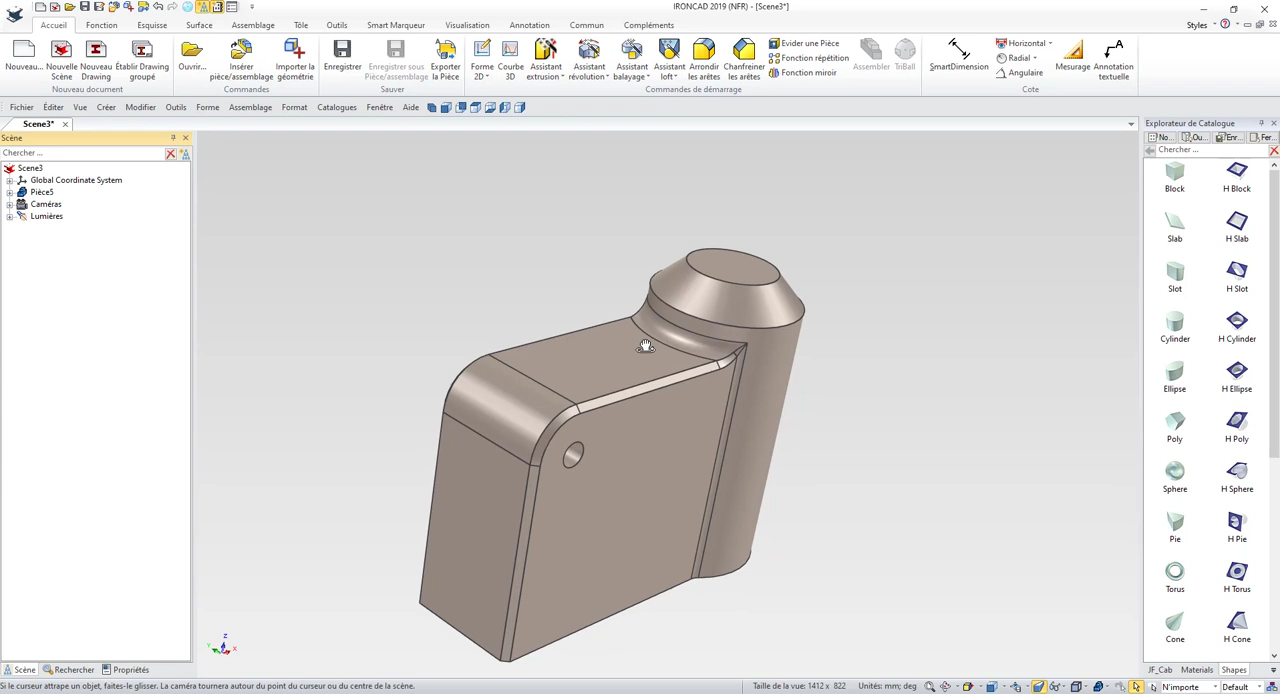 IRONCAD 2019 (NFR) - [Scene3*]
Accueil Fonction Esquisse Surface Assemblage Tôle Outils Smart Marqueur Visualisation Annotation Commun Compléments Styles
Nouveau... Nouvelle Scène Nouveau Drawing Établir Drawing groupé Ouvrir... Insérer pièce/assemblage Importer la géométrie Enregistrer Enregistrer sous Pièce/assemblage Exporter la Pièce Forme 2D Courbe 3D Assistant extrusion Assistant révolution Assistant balayage Assistant loft Arrondir les arêtes Chanfreiner les arêtes Evider une Pièce Fonction répétition Fonction miroir Assembler TriBall SmartDimension Horizontal Radial Angulaire Mesurage Annotation textuelle
Nouveau document Commandes Sauver Commandes de démarrage Cote
Fichier Éditer Vue Créer Modifier Outils Forme Assemblage Format Catalogues Fenêtre Aide
Scene3*
Scène
Chercher ...
Scene3
Global Coordinate System
Pièce5
Caméras
Lumières
Explorateur de Catalogue
No... Ou... Enr... Fer...
Chercher ...
Block H Block
Slab H Slab
Slot H Slot
Cylinder H Cylinder
Ellipse H Ellipse
Poly H Poly
Sphere H Sphere
Pie H Pie
Torus H Torus
Cone H Cone
z
Y x
Scène Rechercher Propriétés
JF_Cab Materials Shapes
Si le curseur attrape un objet, faites-le glisser. La caméra tournera autour du point du curseur ou du centre de la scène. Taille de la vue: 1412 x 822 Unités: mm; deg N'importe Default